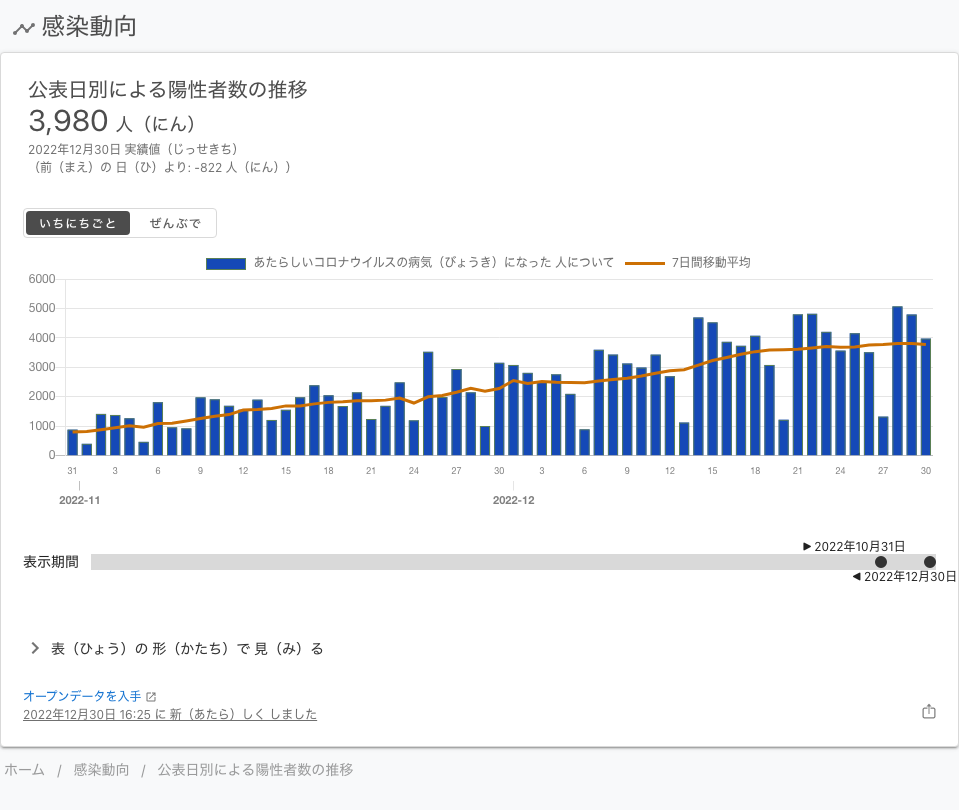 感染動向
公表日別による陽性者数の推移
3,980 人（にん）
2022年12月30日 実績値（じっせきち）
（前（まえ）の 日（ひ）より: -822 人（にん））
いちにちごと ぜんぶで
あたらしいコロナウイルスの病気（びょうき）になった 人について 7日間移動平均
6000
5000
4000
3000
2000
1000
0
31 3 6 9 12 15 18 21 24 27 30 3 6 9 12 15 18 21 24 27 30
2022-11 2022-12
▶ 2022年10月31日
表示期間
◀ 2022年12月30日
表（ひょう）の 形（かたち）で 見（み）る
オープンデータを入手
2022年12月30日 16:25 に 新（あたら）しく しました
ホーム / 感染動向 / 公表日別による陽性者数の推移